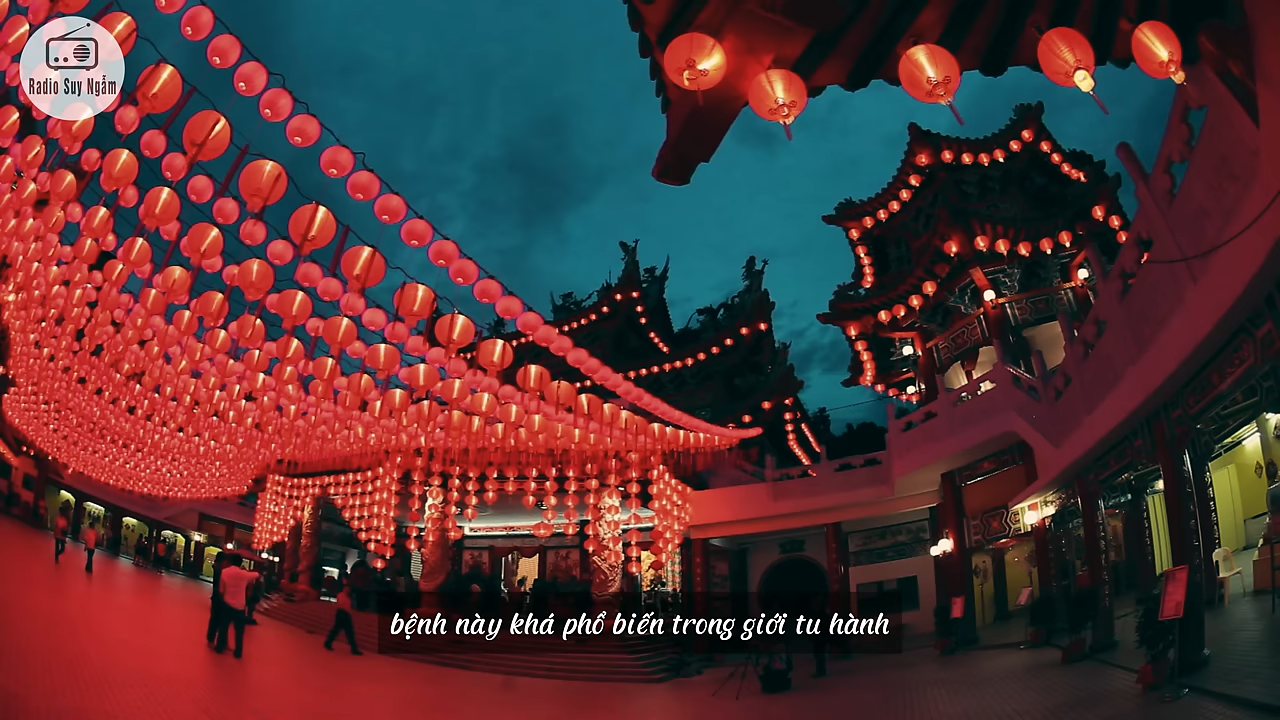 Radio Suy Ngẫm
bệnh này khá phổ biến trong giới tu hành